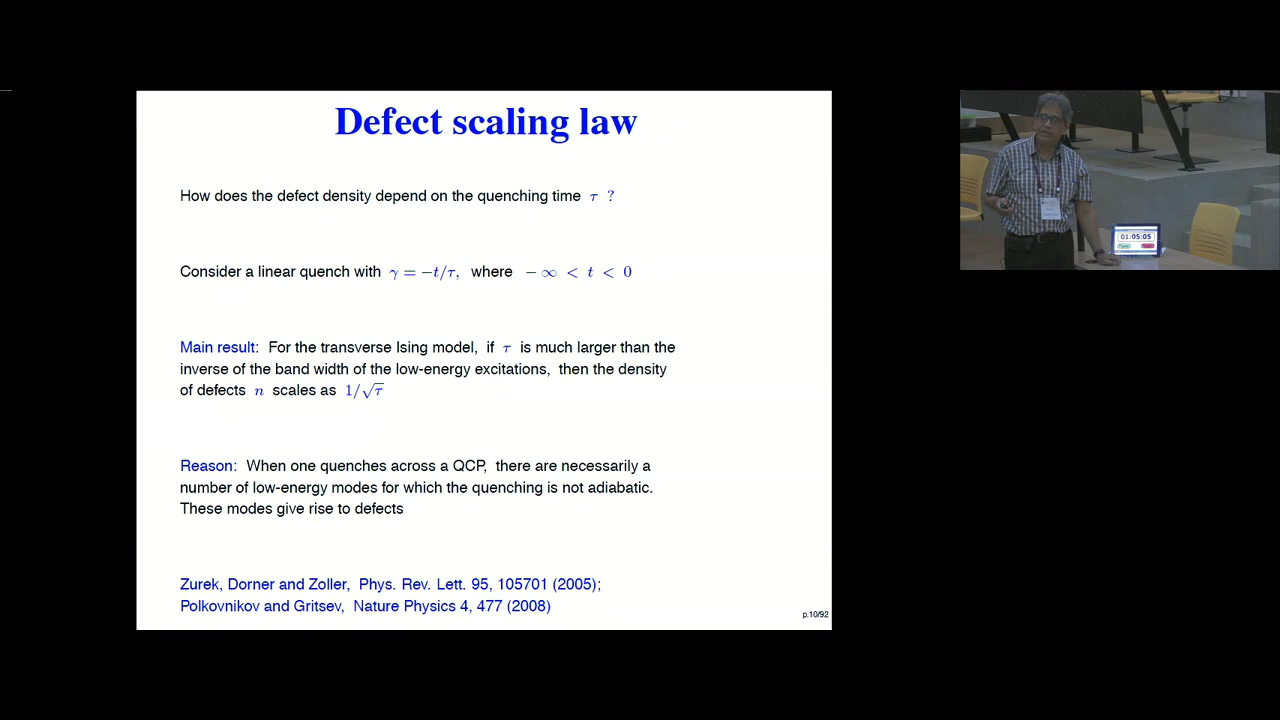 Defect scaling law
How does the defect density depend on the quenching time τ ?
Consider a linear quench with γ = −t/τ, where − ∞ < t < 0
Main result: For the transverse Ising model, if τ is much larger than the
inverse of the band width of the low-energy excitations, then the density
of defects n scales as 1/√τ
Reason: When one quenches across a QCP, there are necessarily a
number of low-energy modes for which the quenching is not adiabatic.
These modes give rise to defects
Zurek, Dorner and Zoller, Phys. Rev. Lett. 95, 105701 (2005);
Polkovnikov and Gritsev, Nature Physics 4, 477 (2008)
p.10/92
01:05:05